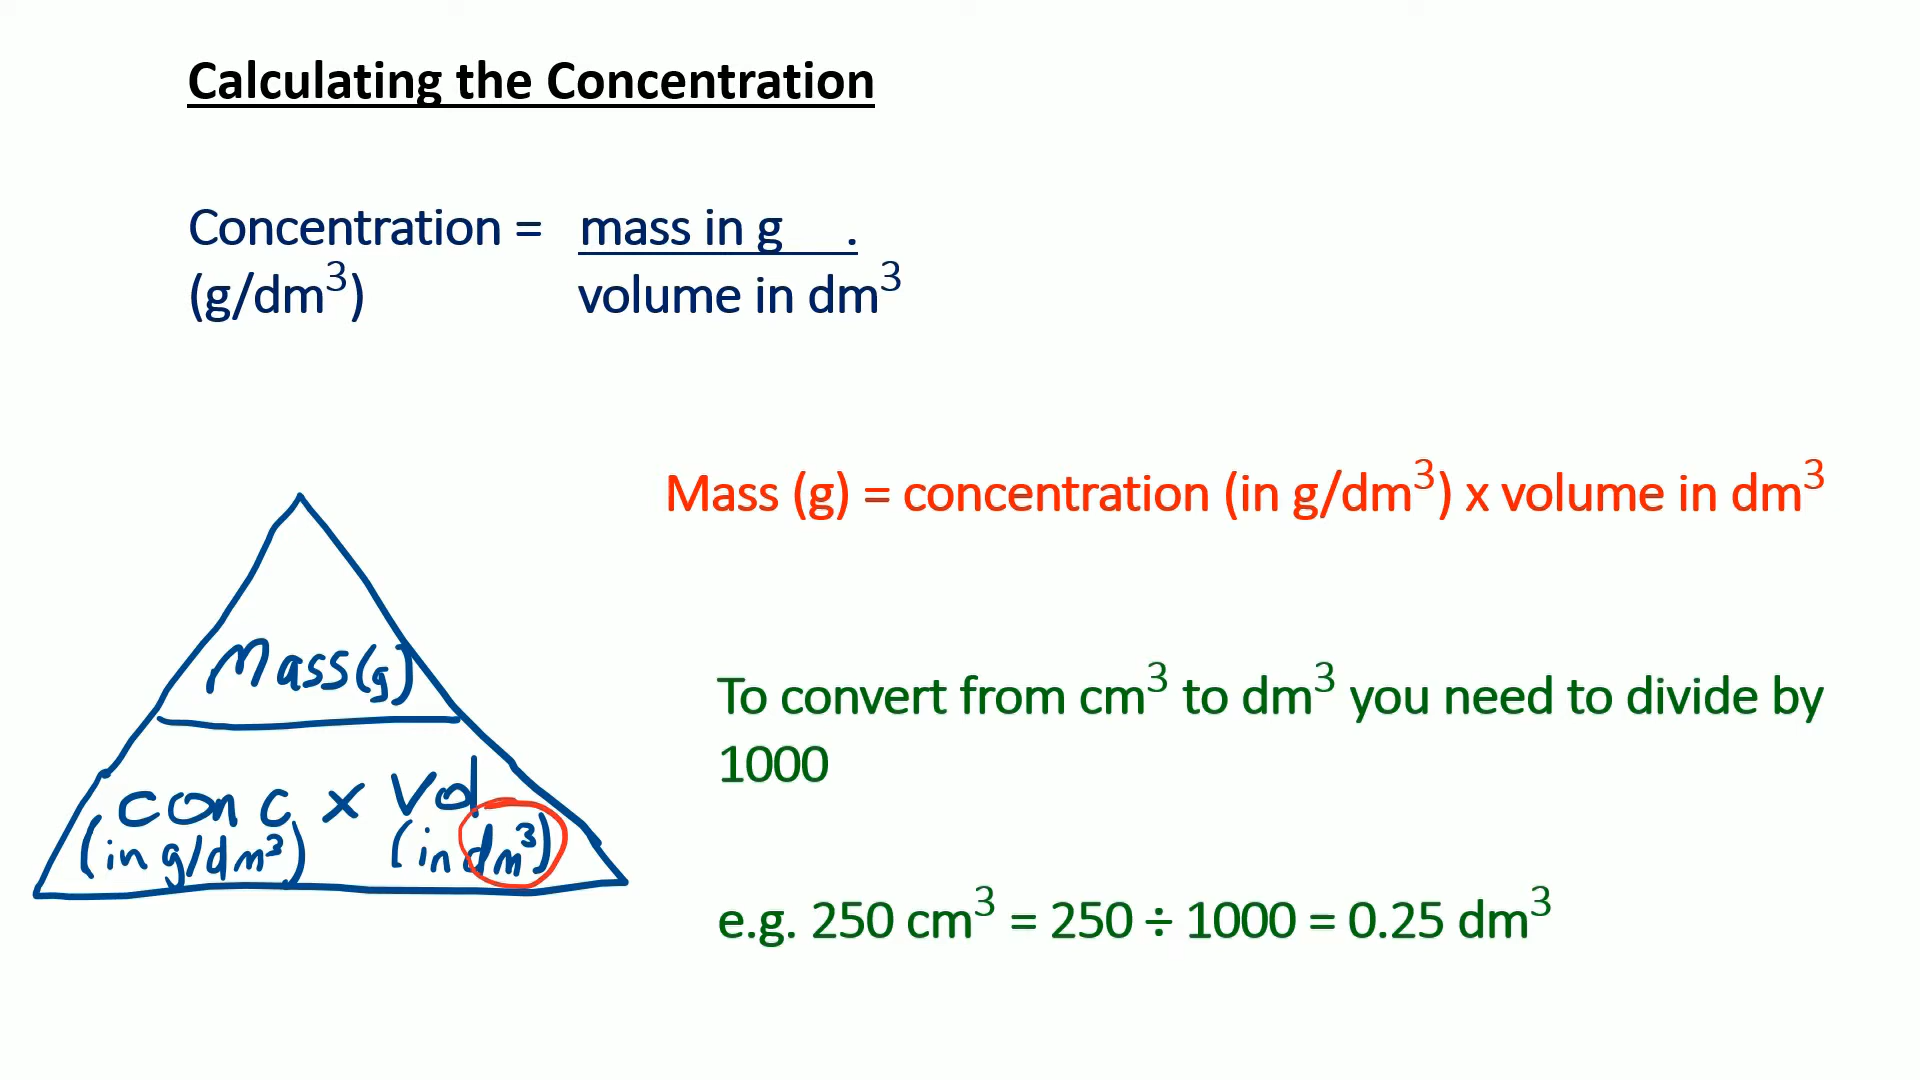 Calculating the Concentration
Concentration = mass in g .
(g/dm³) volume in dm³
Mass (g) = concentration (in g/dm³) x volume in dm³
Mass(g)
To convert from cm³ to dm³ you need to divide by
1000
conc x Vol
(in g/dm³) (in dm³)
e.g. 250 cm³ = 250 ÷ 1000 = 0.25 dm³